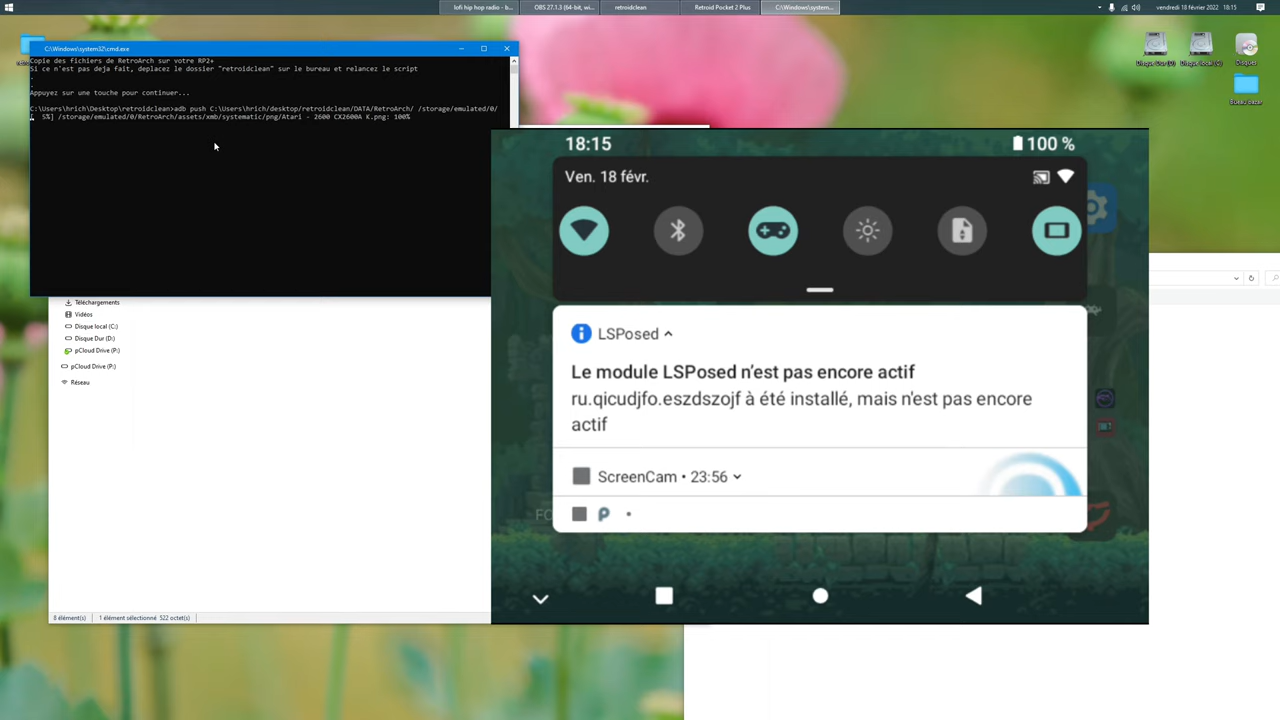 lofi hip hop radio - b...
OBS 27.1.3 (64-bit, wi...
retroidclean
Retroid Pocket 2 Plus
C:\Windows\system...
vendredi 18 février 2022
18:15
Disque Dur (D:)
Disques
C:\Windows\system32\cmd.exe
Copie des fichiers de RetroArch sur votre RP2+
Si ce n'est pas deja fait, deplacez le dossier "retroidclean" sur le bureau et relancez le script
.
.
Appuyez sur une touche pour continuer...
C:\Users\hrich\Desktop\retroidclean>adb push C:\Users\hrich/desktop/retroidclean/DATA/RetroArch/ /storage/emulated/0/
[ 5%] /storage/emulated/0/RetroArch/assets/xmb/systematic/png/Atari - 2600 CX2600A K.png: 100%
18:15
100 %
Ven. 18 févr.
LSPosed
Le module LSPosed n'est pas encore actif
ru.qicudjfo.eszdszojf à été installé, mais n'est pas encore
actif
ScreenCam • 23:56
Téléchargements
Vidéos
Disque local (C:)
Disque Dur (D:)
pCloud Drive (P:)
pCloud Drive (P:)
Réseau
8 élément(s)
1 élément sélectionné 522 octet(s)